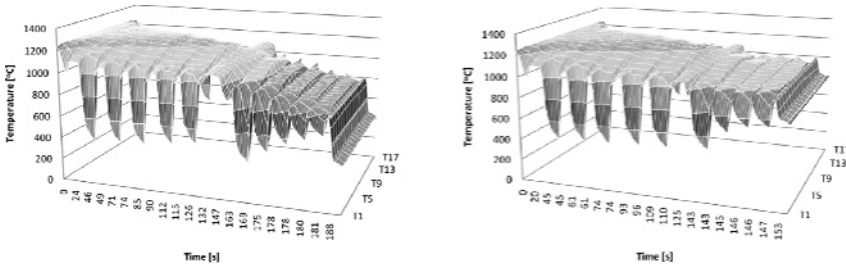 1400
1200
1000
800
600
400
200
0
Temperature [ºC]
0 24 46 49 71 74 85 90 112 115 126 132 147 163 169 175 178 178 180 181 188
Time [s]
T1
T5
T9
T13
T17
1400
1200
1000
800
600
400
200
0
Temperature [ºC]
0 20 45 45 61 61 74 74 93 96 109 110 125 143 143 145 146 146 147 153
Time [s]
T1
T5
T9
T13
T17